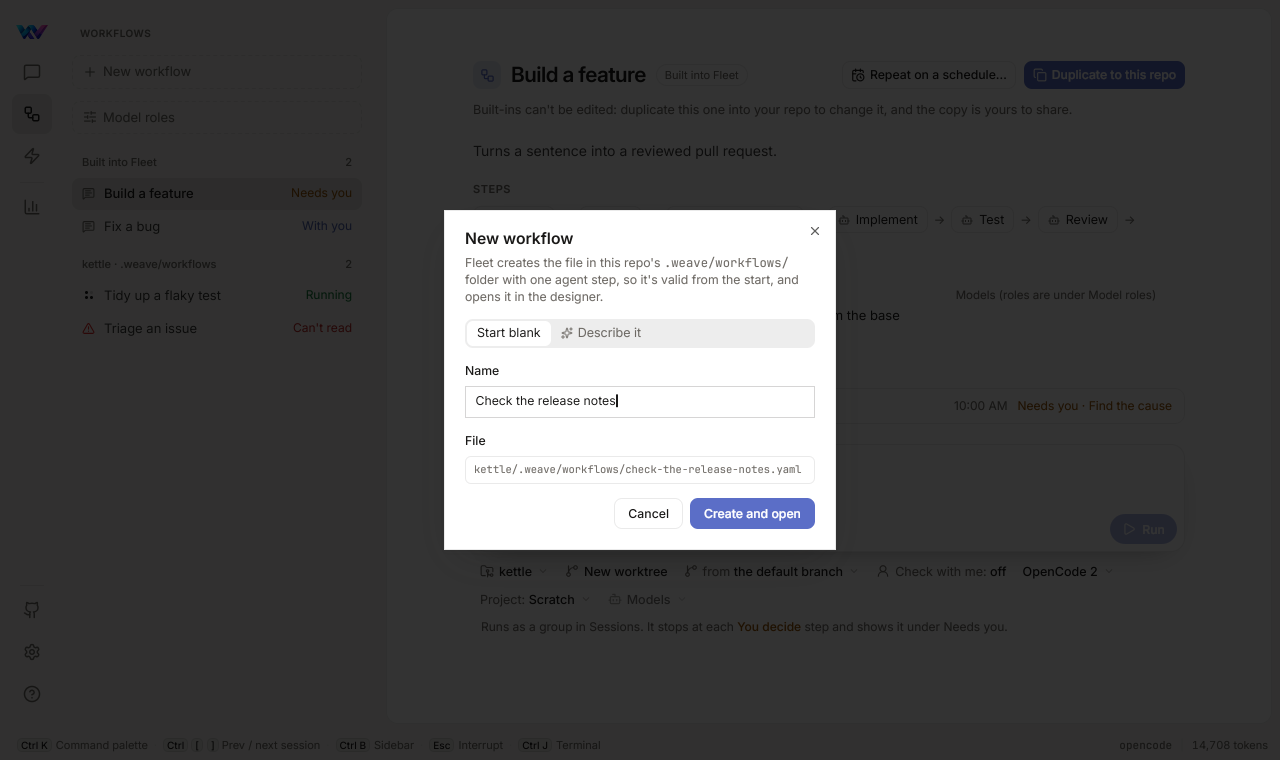 WORKFLOWS
New workflow
Model roles
Built into Fleet 2
Build a feature Needs you
Fix a bug With you
kettle · .weave/workflows 2
Tidy up a flaky test Running
Triage an issue Can't read
Build a feature Built into Fleet Repeat on a schedule... Duplicate to this repo
Built-ins can't be edited: duplicate this one into your repo to change it, and the copy is yours to share.
Turns a sentence into a reviewed pull request.
STEPS
Implement Test Review
Models (roles are under Model roles)
the base
10:00 AM Needs you · Find the cause
Run
New workflow
Fleet creates the file in this repo's .weave/workflows/
folder with one agent step, so it's valid from the start, and
opens it in the designer.
Start blank Describe it
Name
Check the release notes
File
kettle/.weave/workflows/check-the-release-notes.yaml
Cancel Create and open
kettle New worktree from the default branch Check with me: off OpenCode 2
Project: Scratch Models
Runs as a group in Sessions. It stops at each You decide step and shows it under Needs you.
Ctrl K Command palette Ctrl [ ] Prev / next session Ctrl B Sidebar Esc Interrupt Ctrl J Terminal
opencode 14,708 tokens